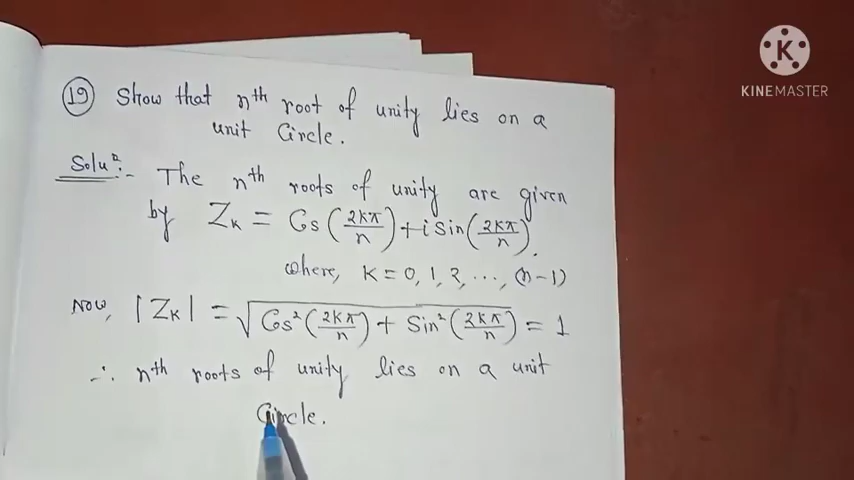 K
KINEMASTER
19 Show that nth root of unity lies on a
unit Circle.
Soluⁿ:- The nth roots of unity are given
by Zₖ = Cos(2kπ/n) + i Sin(2kπ/n).
where, K = 0, 1, 2, ..., (n-1)
Now, |Zₖ| = √(Cos²(2kπ/n) + Sin²(2kπ/n)) = 1
∴ nth roots of unity lies on a unit
Circle.